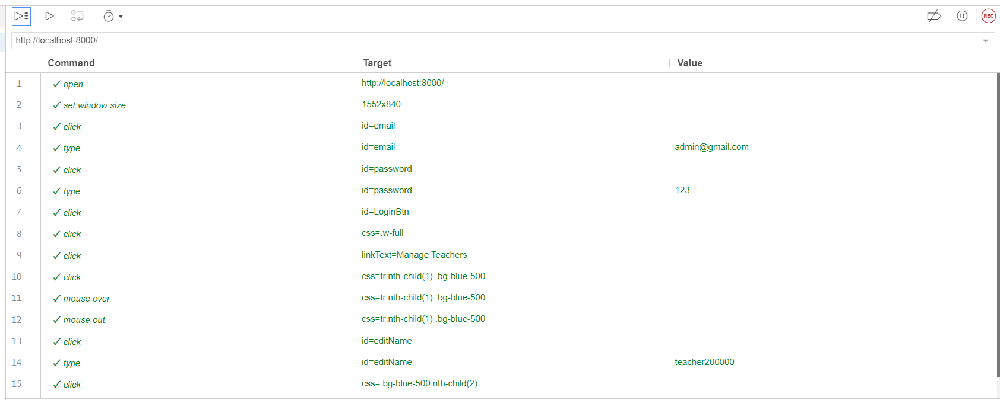 REC
http://localhost:8000/
Command Target Value
1 ✓ open http://localhost:8000/
2 ✓ set window size 1552x840
3 ✓ click id=email
4 ✓ type id=email admin@gmail.com
5 ✓ click id=password
6 ✓ type id=password 123
7 ✓ click id=LoginBtn
8 ✓ click css=.w-full
9 ✓ click linkText=Manage Teachers
10 ✓ click css=tr:nth-child(1) .bg-blue-500
11 ✓ mouse over css=tr:nth-child(1) .bg-blue-500
12 ✓ mouse out css=tr:nth-child(1) .bg-blue-500
13 ✓ click id=editName
14 ✓ type id=editName teacher200000
15 ✓ click css=.bg-blue-500:nth-child(2)